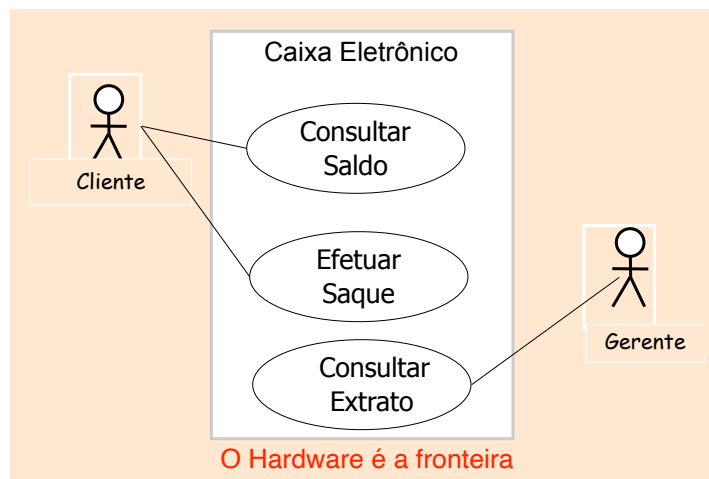 Caixa Eletrônico
Consultar
Saldo
Cliente
Efetuar
Saque
Gerente
Consultar
Extrato
O Hardware é a fronteira